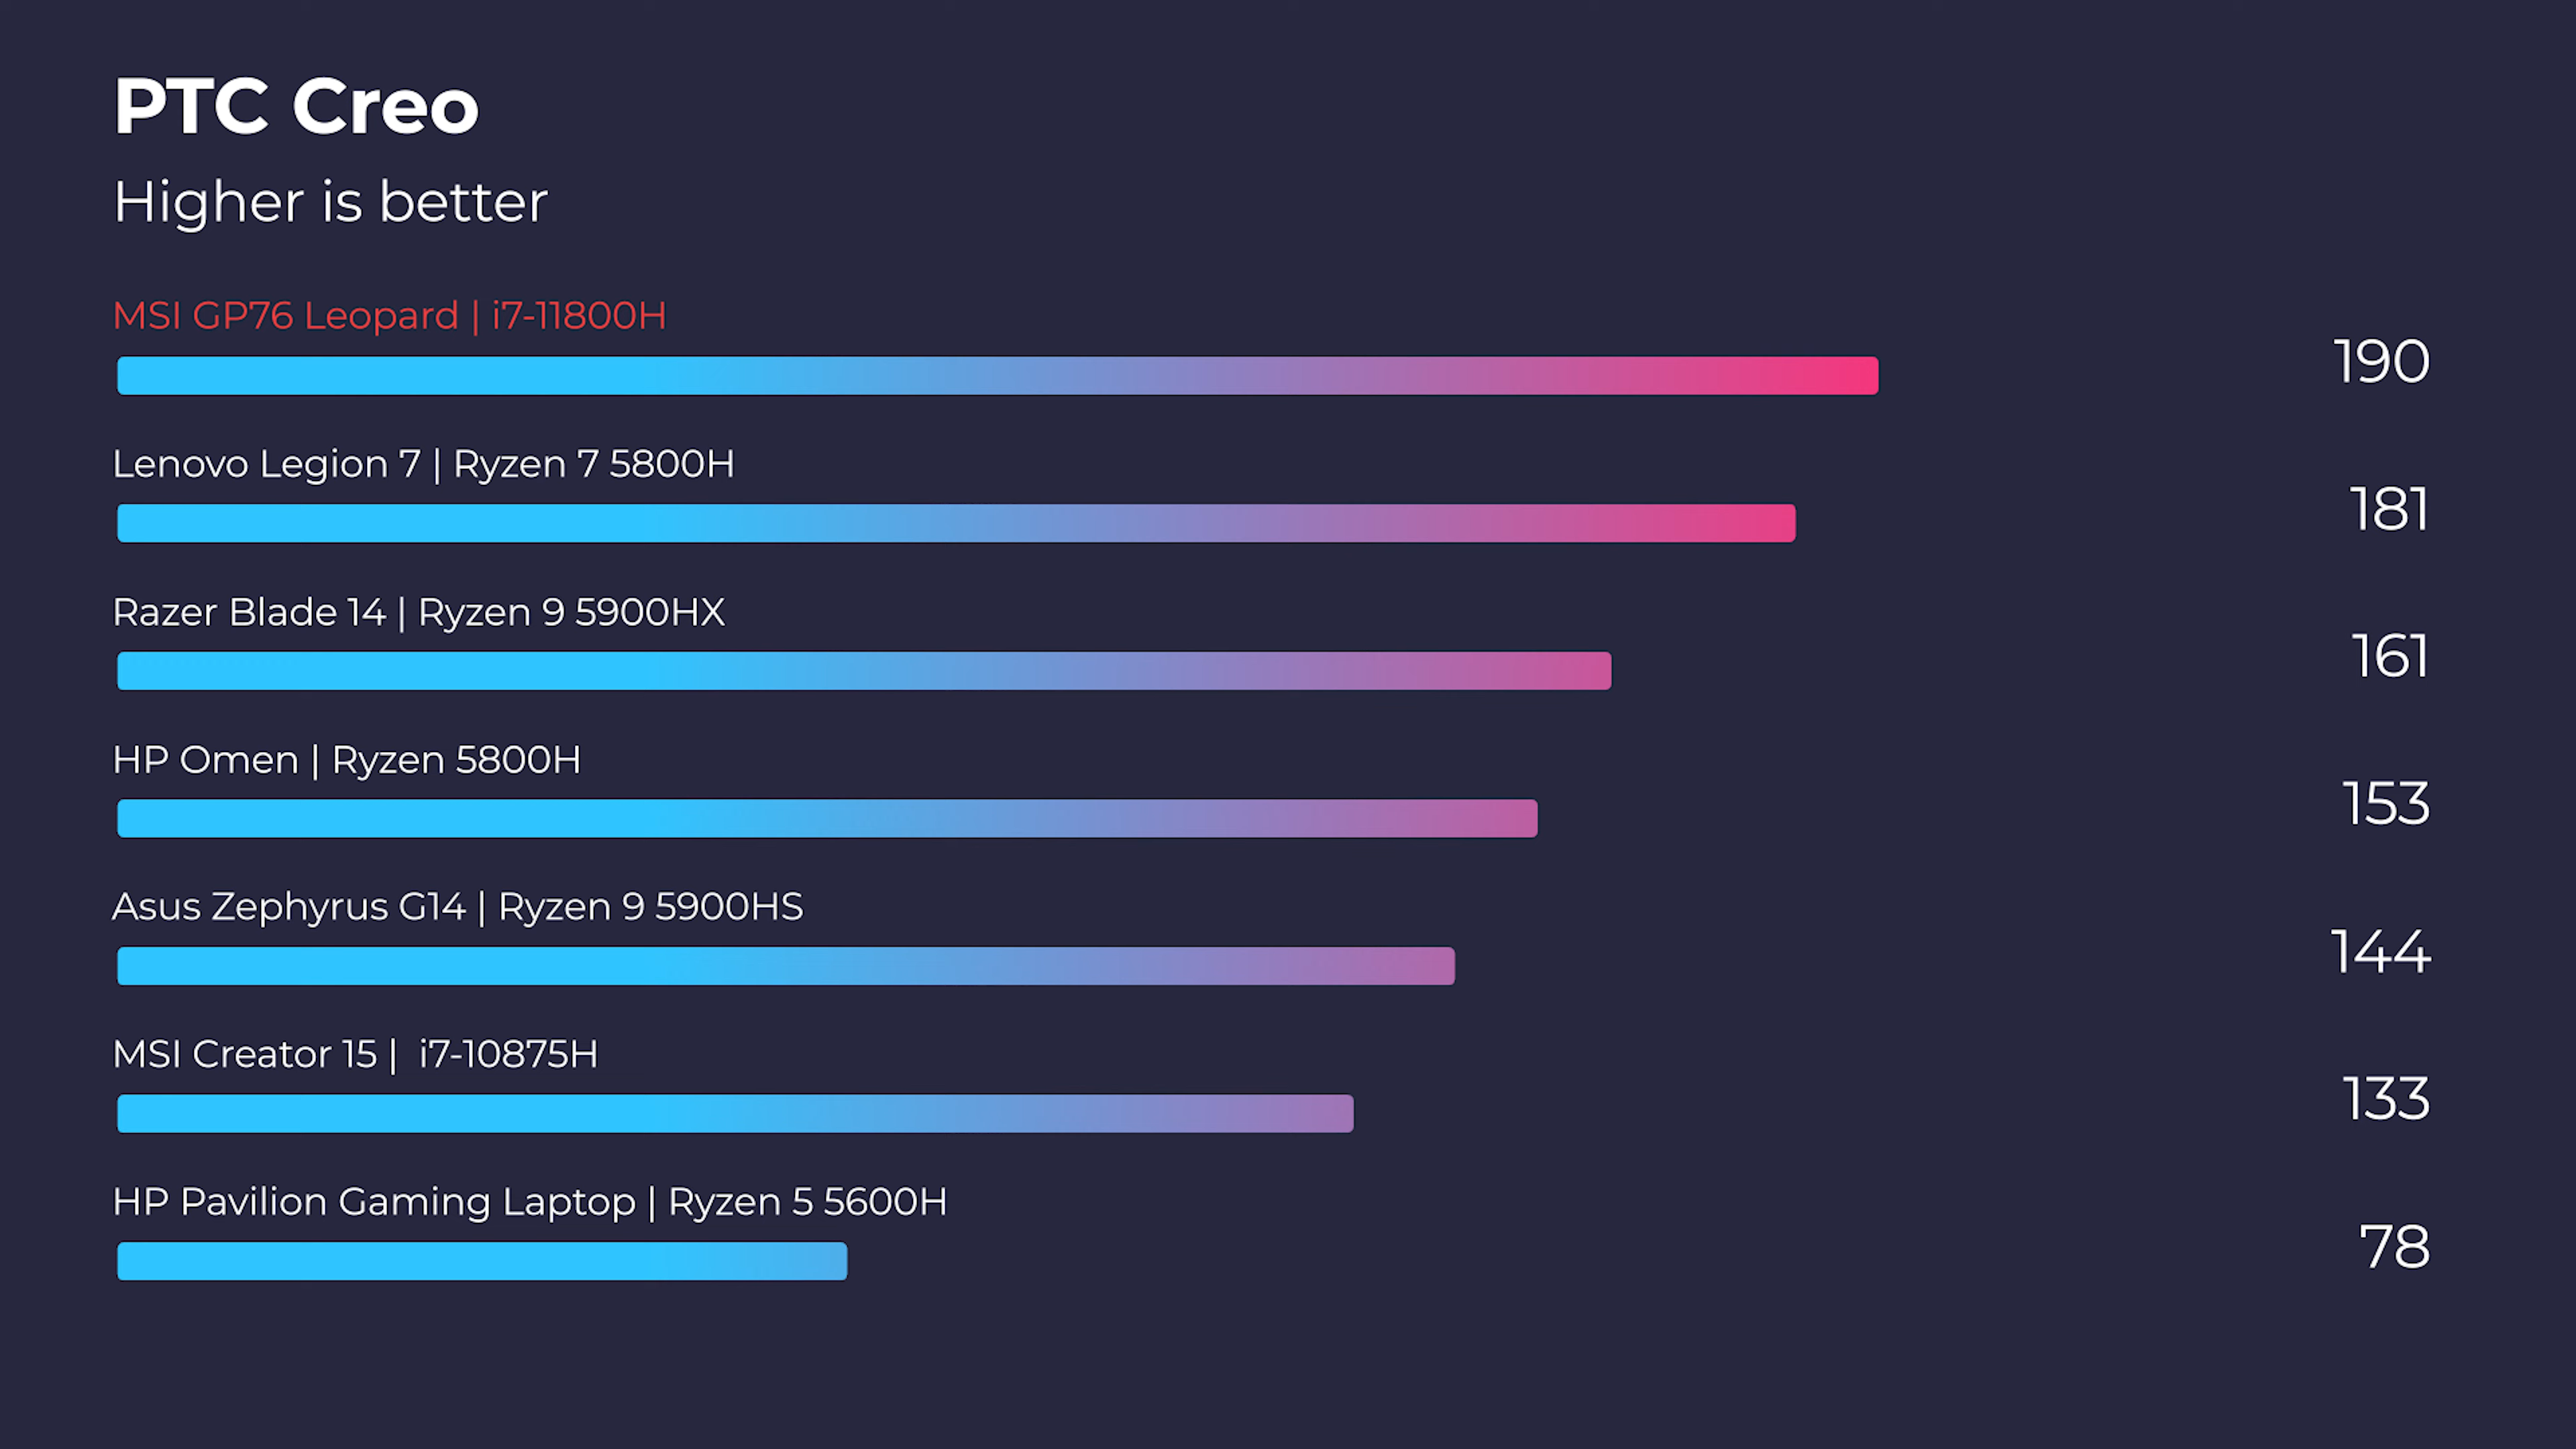 PTC Creo
Higher is better
MSI GP76 Leopard | i7-11800H
190
Lenovo Legion 7 | Ryzen 7 5800H
181
Razer Blade 14 | Ryzen 9 5900HX
161
HP Omen | Ryzen 5800H
153
Asus Zephyrus G14 | Ryzen 9 5900HS
144
MSI Creator 15 |  i7-10875H
133
HP Pavilion Gaming Laptop | Ryzen 5 5600H
78